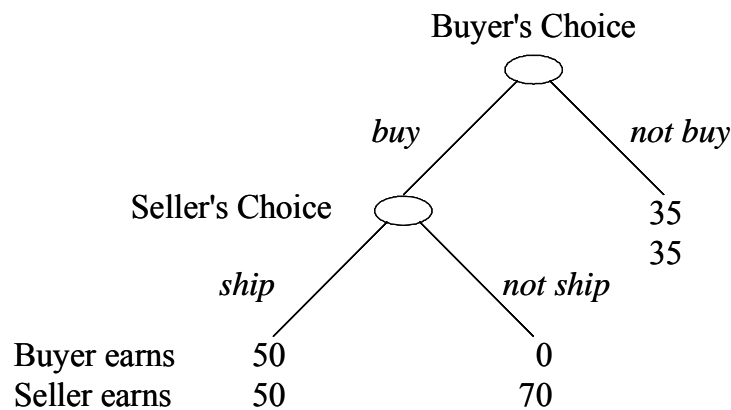 Buyer's Choice
buy
not buy
Seller's Choice
35
35
ship
not ship
Buyer earns 50 0
Seller earns 50 70